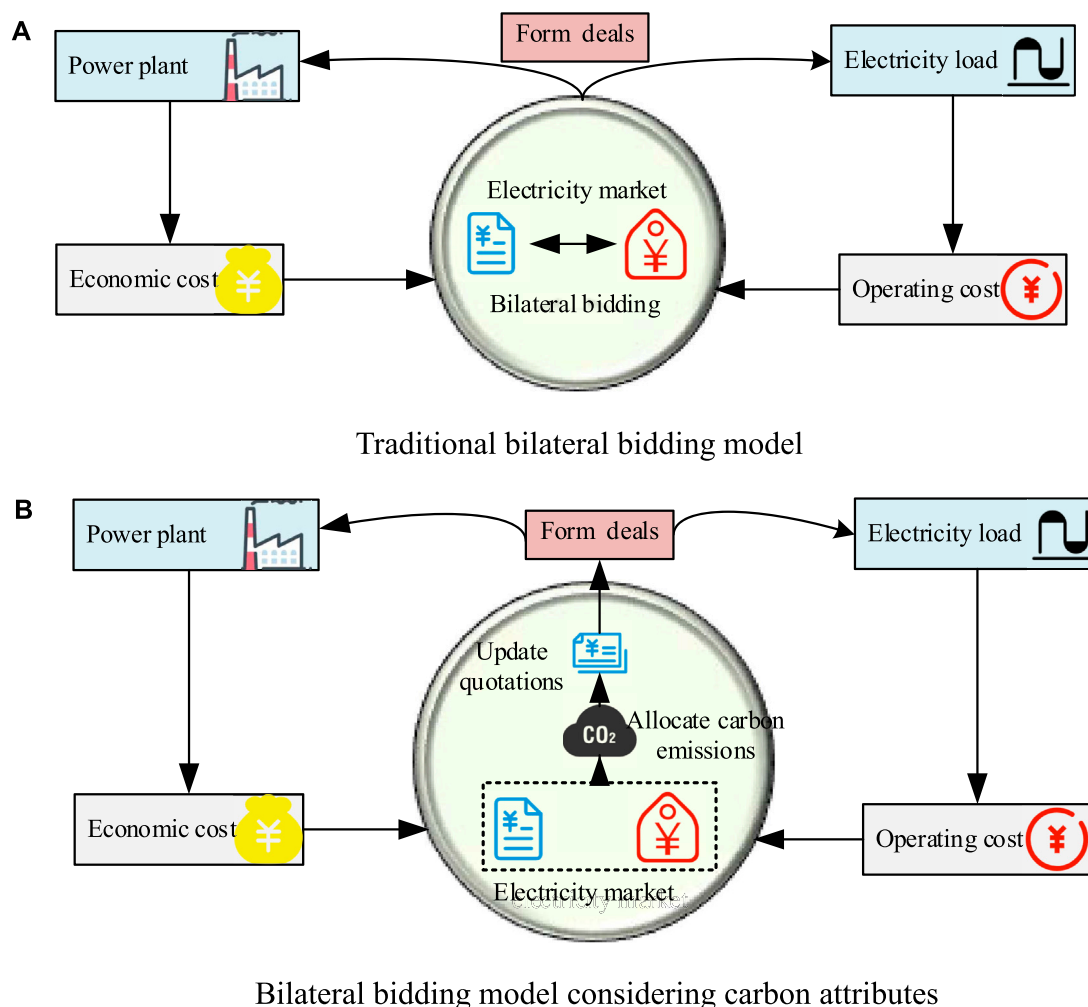 A
Form deals
Power plant
Electricity load
Electricity market
¥
¥
Economic cost
¥
Bilateral bidding
Operating cost
¥
Traditional bilateral bidding model
B
Power plant
Form deals
Electricity load
Update
quotations
¥
Allocate carbon
emissions
CO₂
¥
¥
Economic cost
¥
Operating cost
¥
Electricity market
electricity market
Bilateral bidding model considering carbon attributes